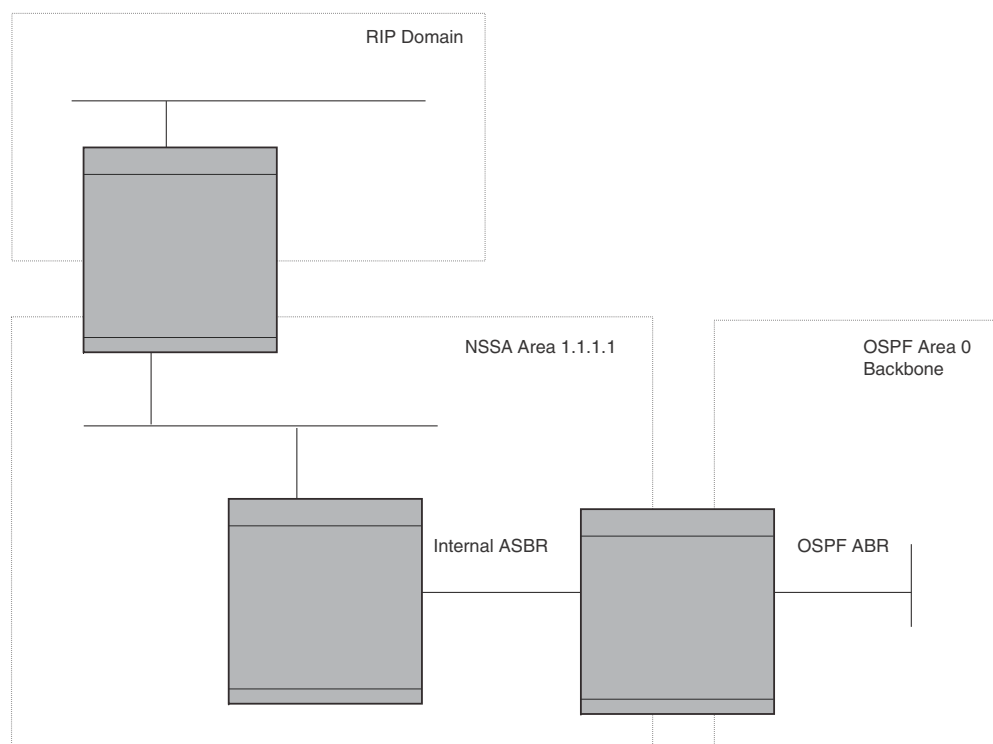 RIP Domain
NSSA Area 1.1.1.1
OSPF Area 0
Backbone
Internal ASBR
OSPF ABR